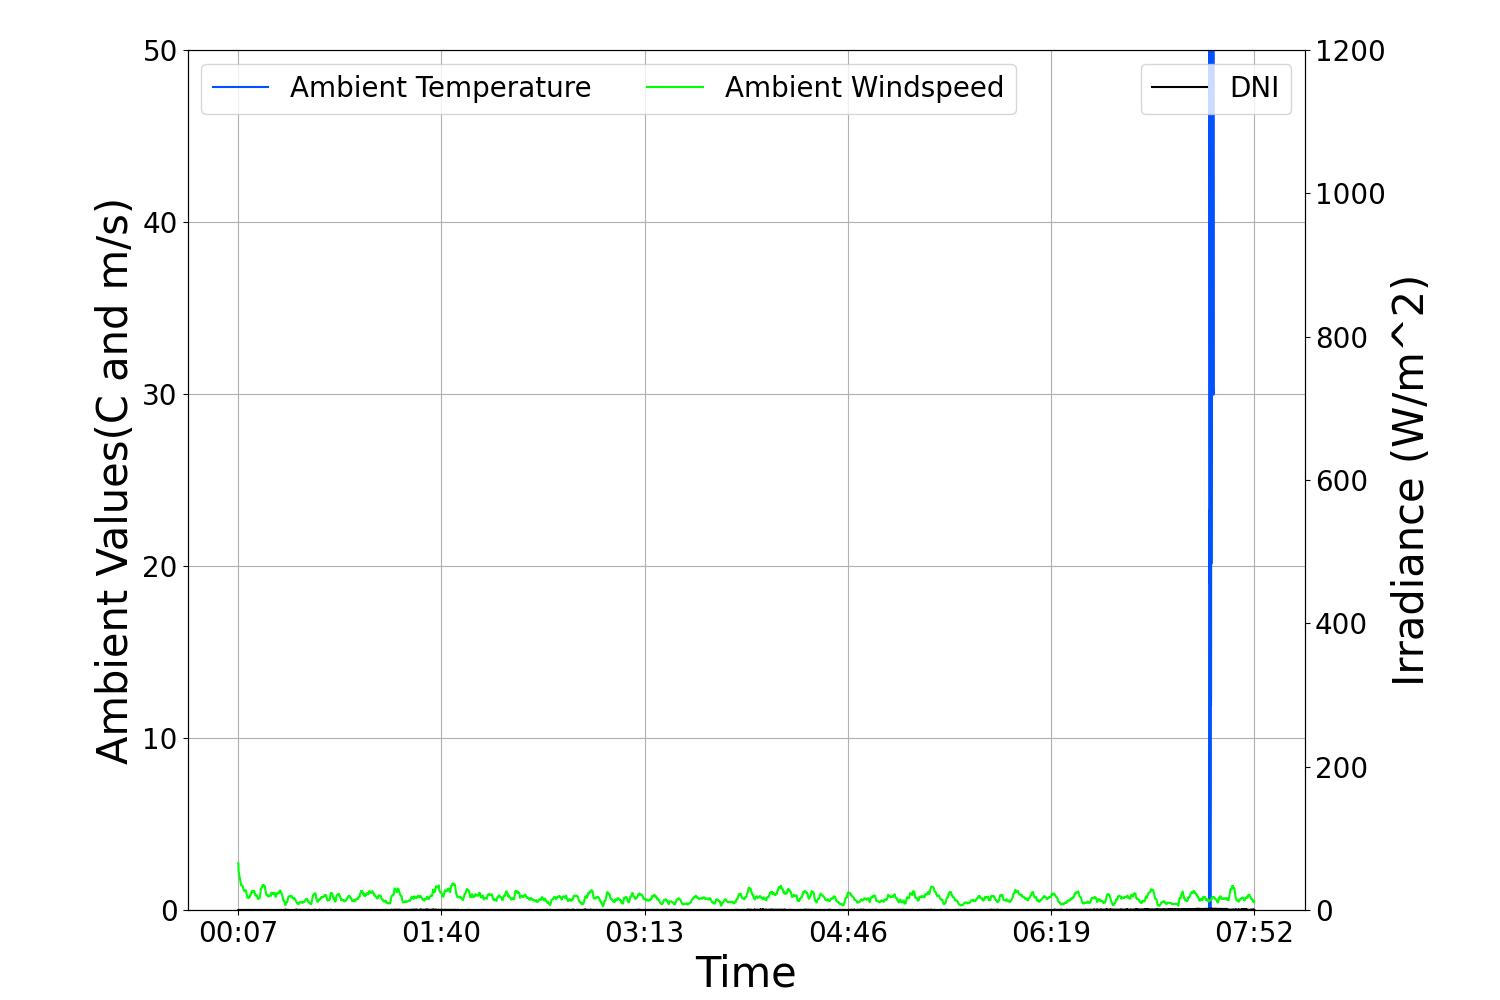 Ambient Temperature Ambient Windspeed DNI
Ambient Values(C and m/s)
50
40
30
20
10
0
1200
1000
800
600
400
200
0
Irradiance (W/m^2)
00:07 01:40 03:13 04:46 06:19 07:52
Time